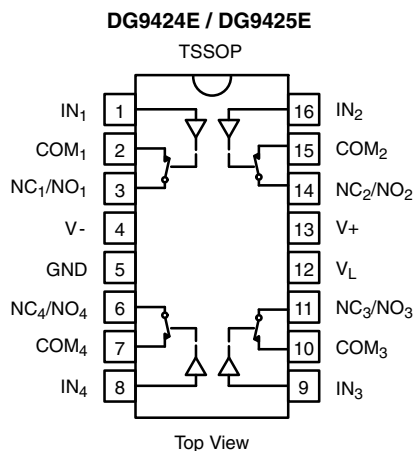 DG9424E / DG9425E
TSSOP
IN1 1 16 IN2
COM1 2 15 COM2
NC1/NO1 3 14 NC2/NO2
V- 4 13 V+
GND 5 12 VL
NC4/NO4 6 11 NC3/NO3
COM4 7 10 COM3
IN4 8 9 IN3
Top View